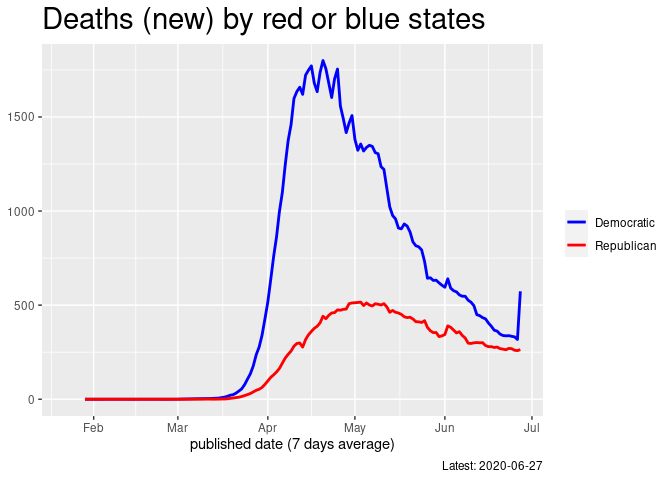 Deaths (new) by red or blue states
1500
1000
500
0
Feb Mar Apr May Jun Jul
published date (7 days average)
Democratic
Republican
Latest: 2020-06-27